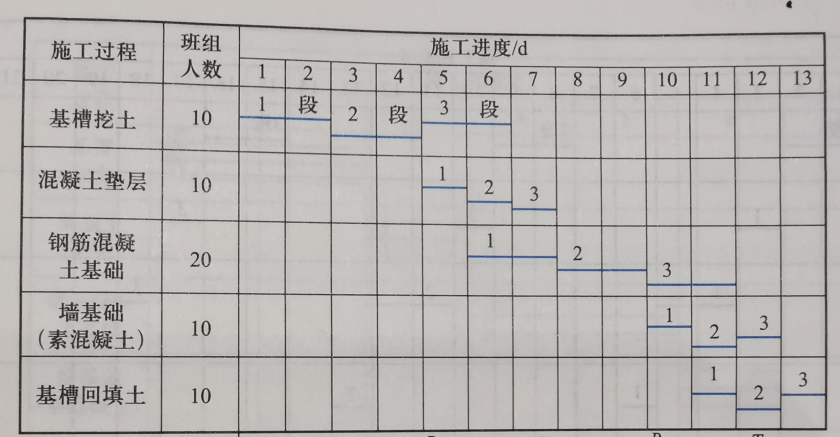 施工过程 班组人数 施工进度/d
1 2 3 4 5 6 7 8 9 10 11 12 13
基槽挖土 10 1 段 2 段 3 段
混凝土垫层 10 1 2 3
钢筋混凝
土基础 20 1 2 3
墙基础
(素混凝土) 10 1 2 3
基槽回填土 10 1 2 3